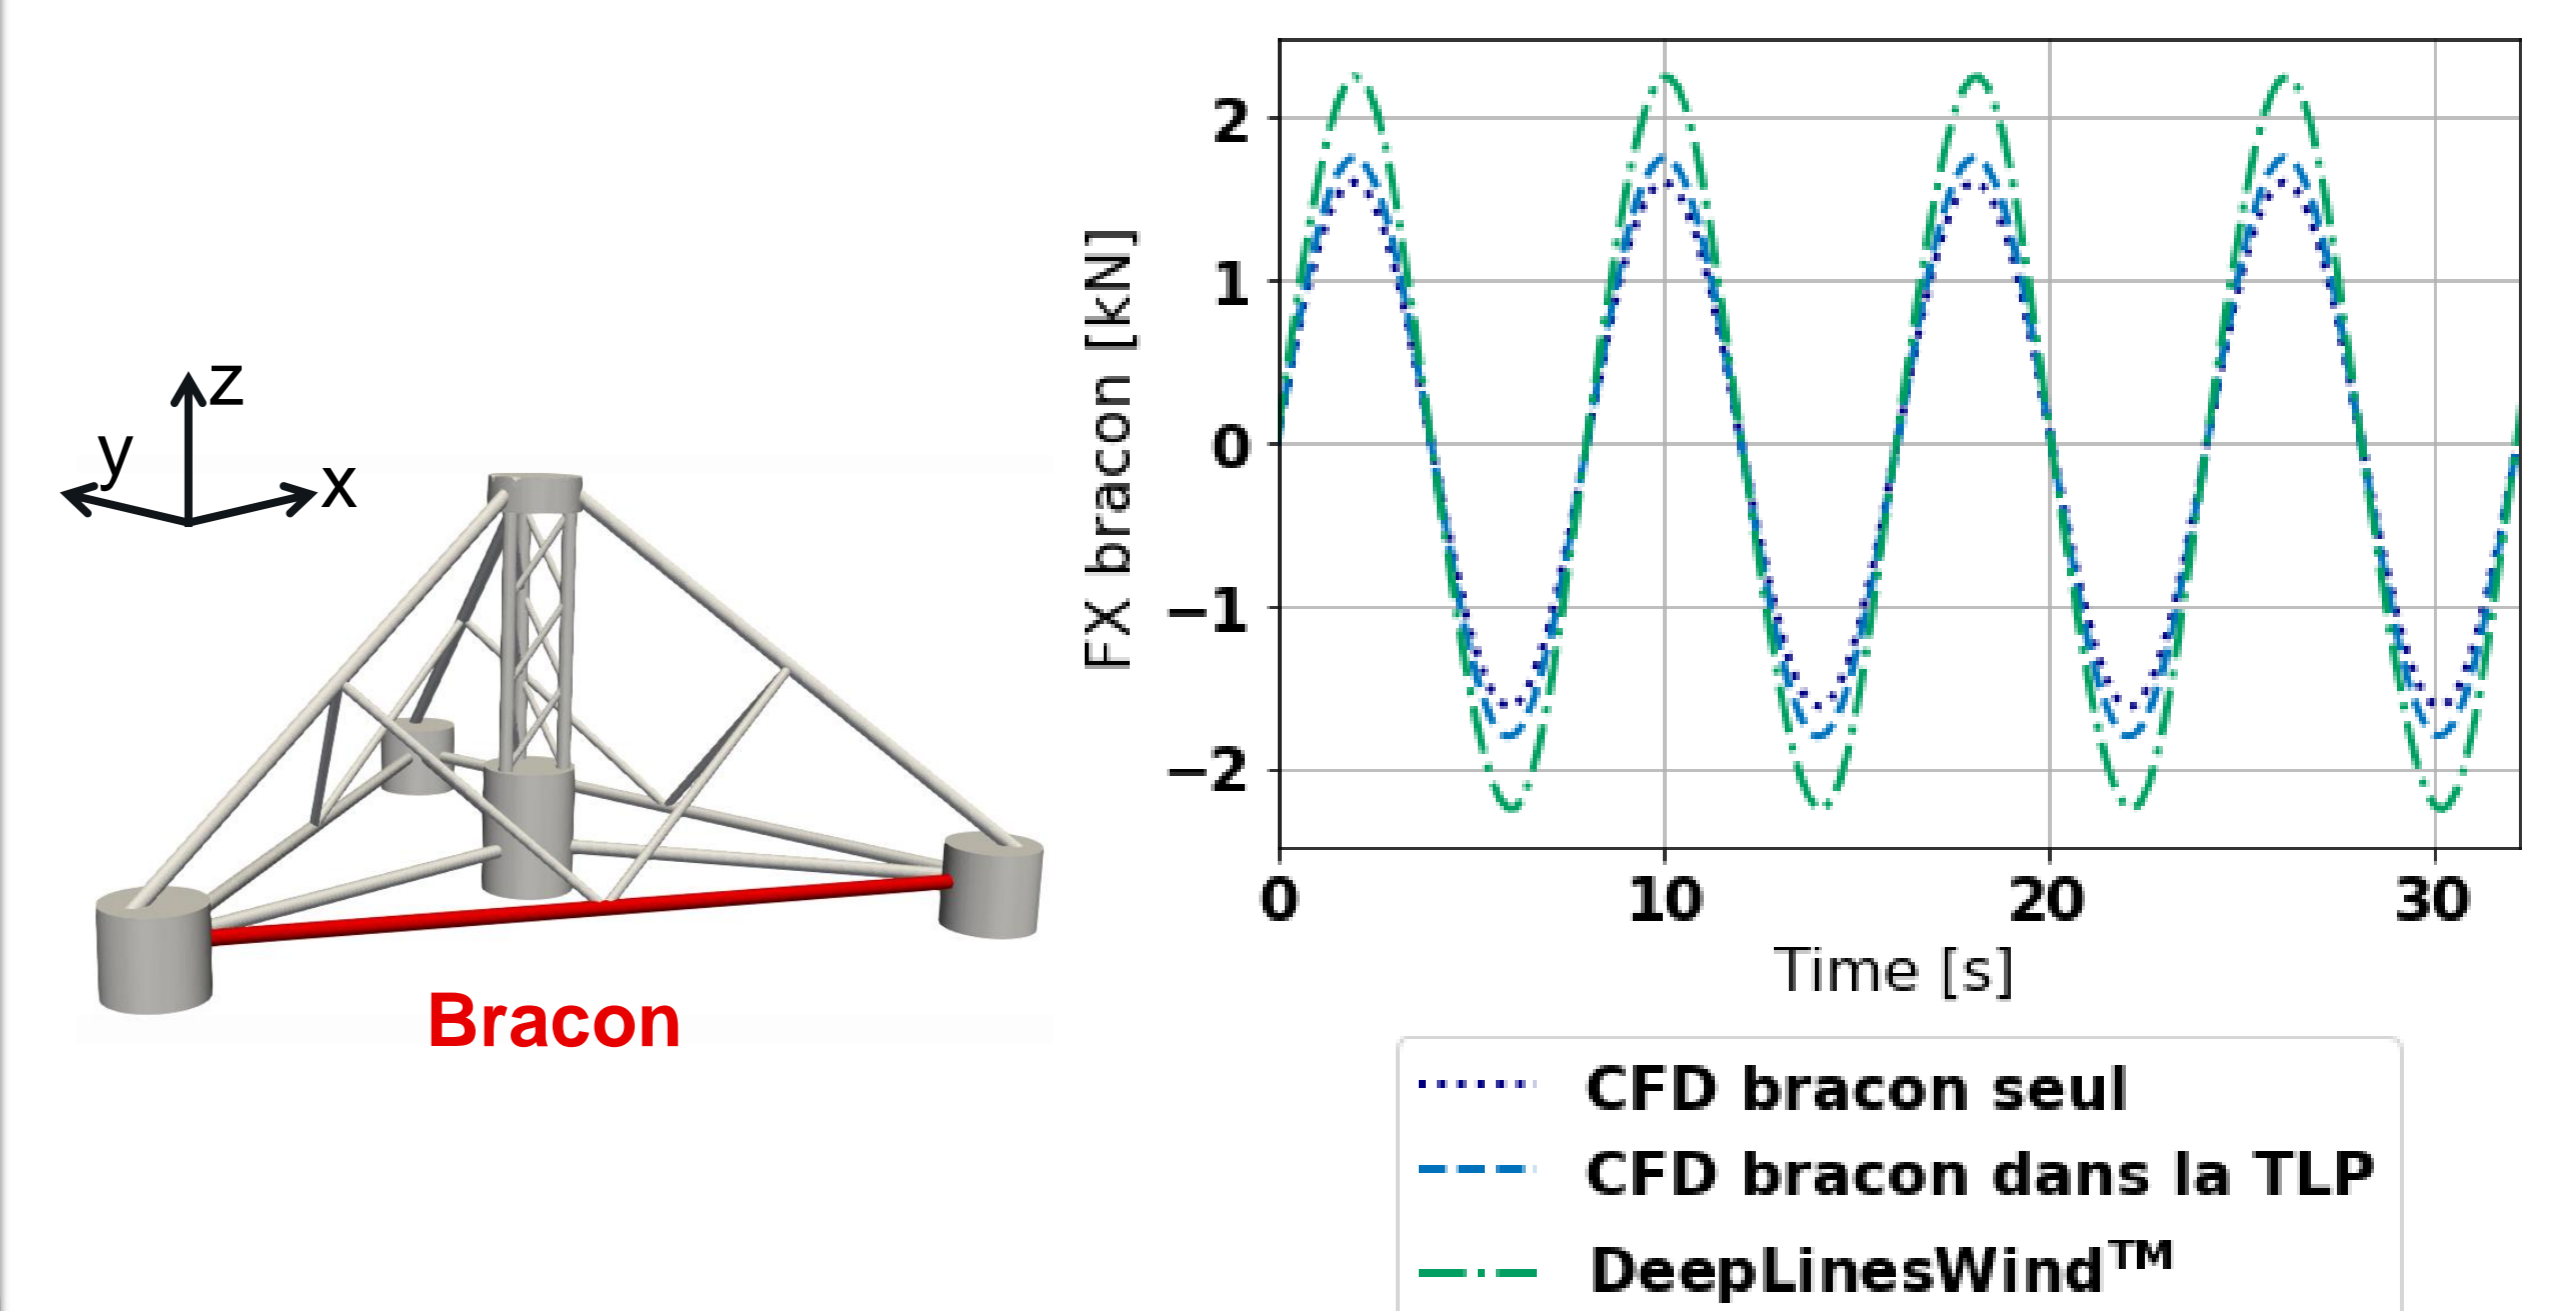 z
y
x
Bracon
FX bracon [kN]
2
1
0
−1
−2
0 10 20 30
Time [s]
CFD bracon seul
CFD bracon dans la TLP
DeepLinesWind™